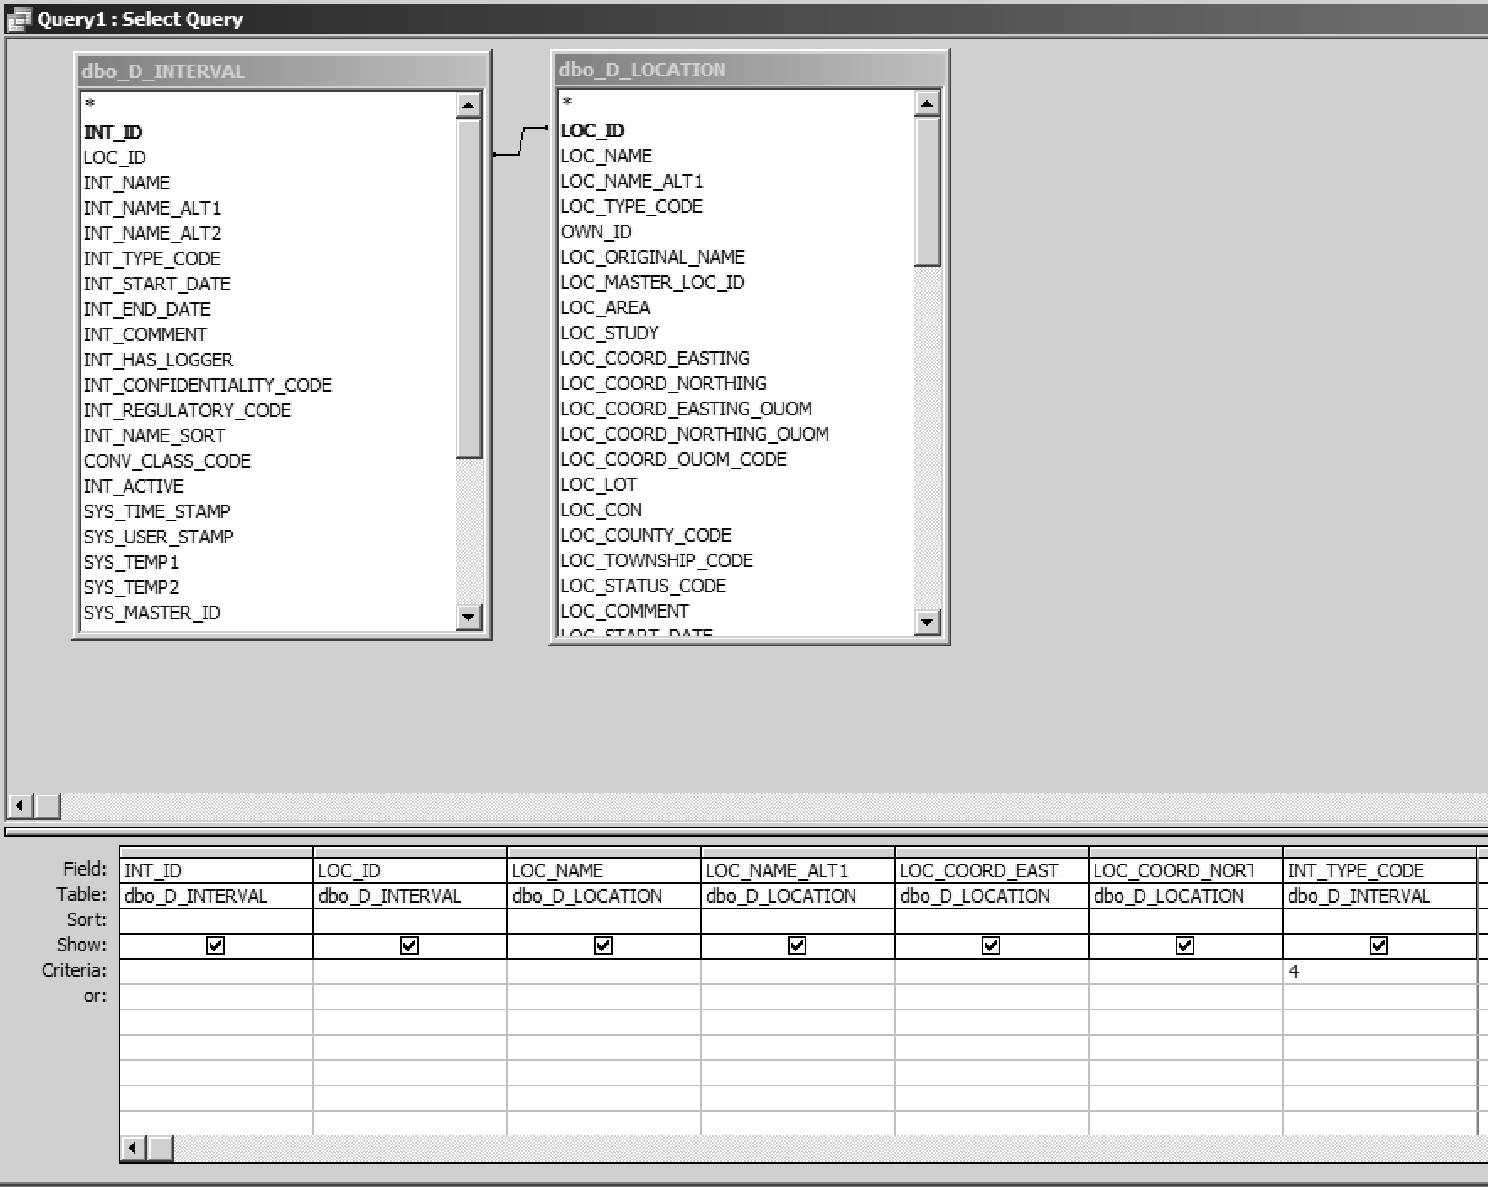 Query1 : Select Query
dbo_D_INTERVAL
*
INT_ID
LOC_ID
INT_NAME
INT_NAME_ALT1
INT_NAME_ALT2
INT_TYPE_CODE
INT_START_DATE
INT_END_DATE
INT_COMMENT
INT_HAS_LOGGER
INT_CONFIDENTIALITY_CODE
INT_REGULATORY_CODE
INT_NAME_SORT
CONV_CLASS_CODE
INT_ACTIVE
SYS_TIME_STAMP
SYS_USER_STAMP
SYS_TEMP1
SYS_TEMP2
SYS_MASTER_ID
dbo_D_LOCATION
*
LOC_ID
LOC_NAME
LOC_NAME_ALT1
LOC_TYPE_CODE
OWN_ID
LOC_ORIGINAL_NAME
LOC_MASTER_LOC_ID
LOC_AREA
LOC_STUDY
LOC_COORD_EASTING
LOC_COORD_NORTHING
LOC_COORD_EASTING_OUOM
LOC_COORD_NORTHING_OUOM
LOC_COORD_OUOM_CODE
LOC_LOT
LOC_CON
LOC_COUNTY_CODE
LOC_TOWNSHIP_CODE
LOC_STATUS_CODE
LOC_COMMENT
LOC_START_DATE
Field: INT_ID LOC_ID LOC_NAME LOC_NAME_ALT1 LOC_COORD_EAST LOC_COORD_NORT INT_TYPE_CODE
Table: dbo_D_INTERVAL dbo_D_INTERVAL dbo_D_LOCATION dbo_D_LOCATION dbo_D_LOCATION dbo_D_LOCATION dbo_D_INTERVAL
Sort:
Show:
Criteria: 4
or: